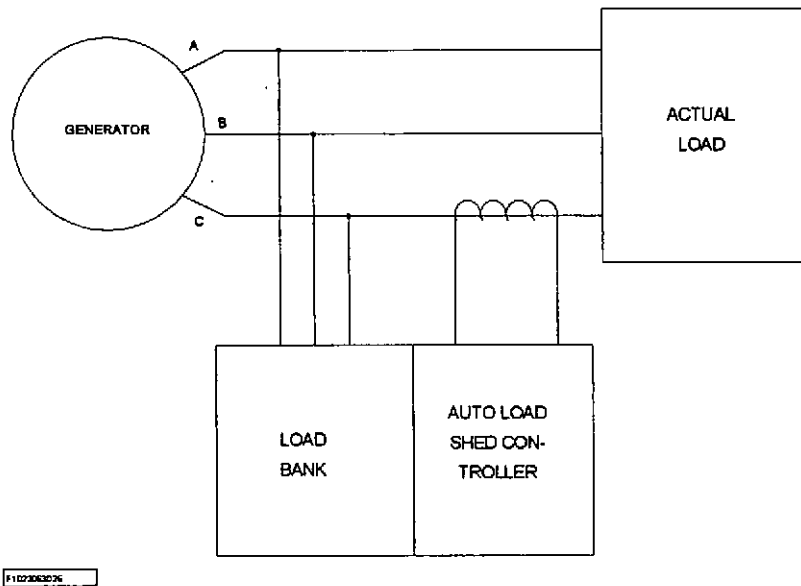 A
GENERATOR
B
C
ACTUAL
LOAD
LOAD
BANK
AUTO LOAD
SHED CON-
TROLLER